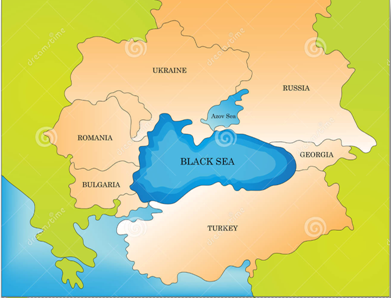 UKRAINE
RUSSIA
Azov Sea
ROMANIA
BLACK SEA
GEORGIA
BULGARIA
TURKEY